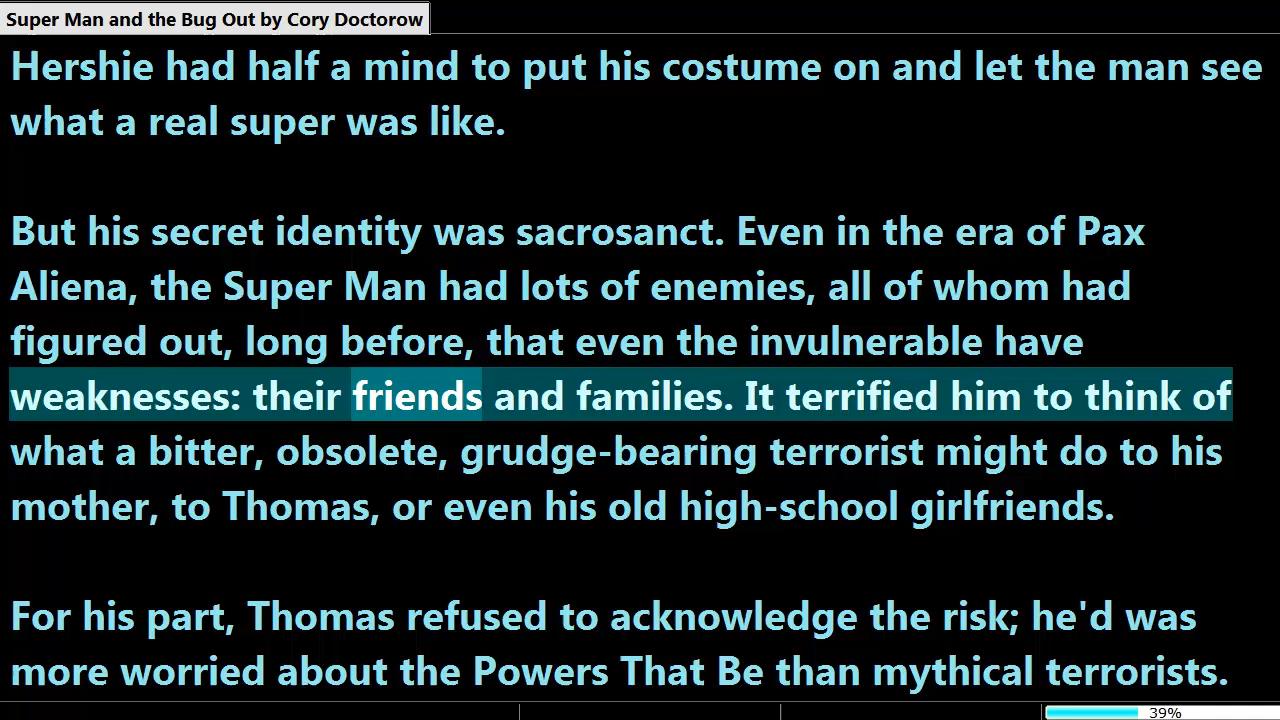 Super Man and the Bug Out by Cory Doctorow
Hershie had half a mind to put his costume on and let the man see
what a real super was like.
But his secret identity was sacrosanct. Even in the era of Pax
Aliena, the Super Man had lots of enemies, all of whom had
figured out, long before, that even the invulnerable have
weaknesses: their friends and families. It terrified him to think of
what a bitter, obsolete, grudge-bearing terrorist might do to his
mother, to Thomas, or even his old high-school girlfriends.
For his part, Thomas refused to acknowledge the risk; he'd was
more worried about the Powers That Be than mythical terrorists.
39%